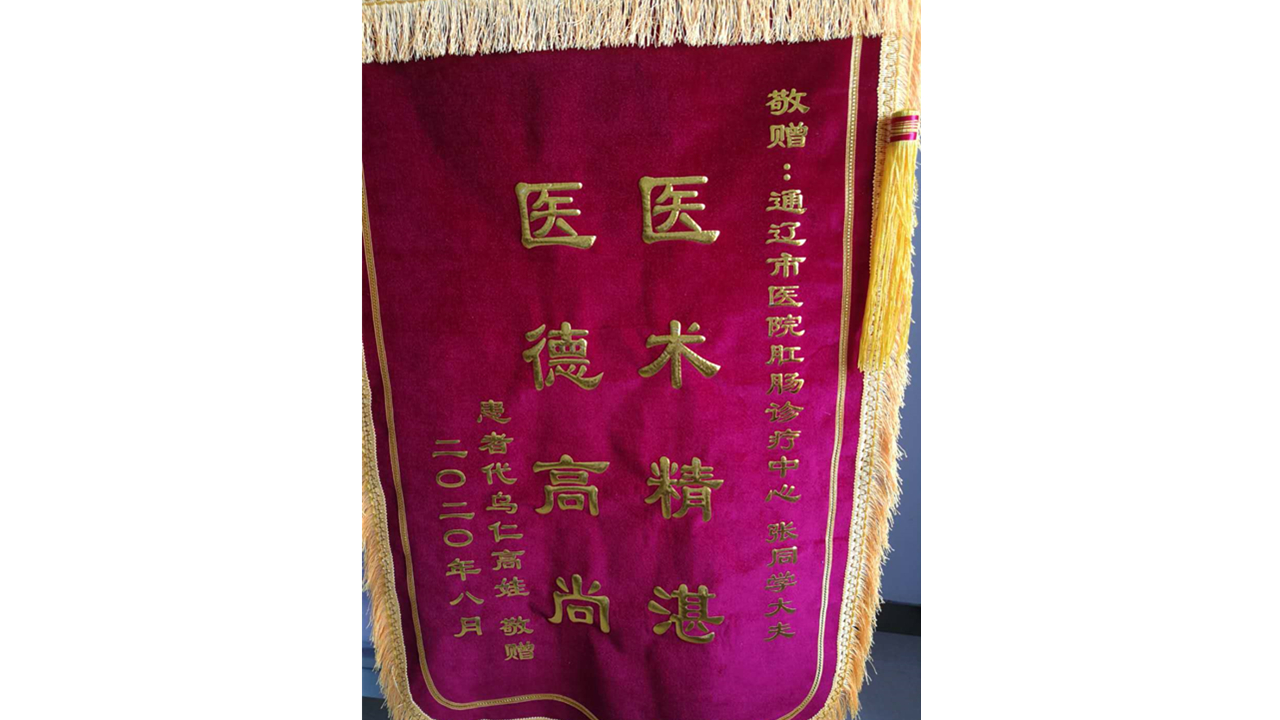 敬赠：通辽市医院肛肠诊疗中心 张同学大夫
医术精湛
医德高尚
患者代乌仁高娃 敬赠
二〇二〇年八月